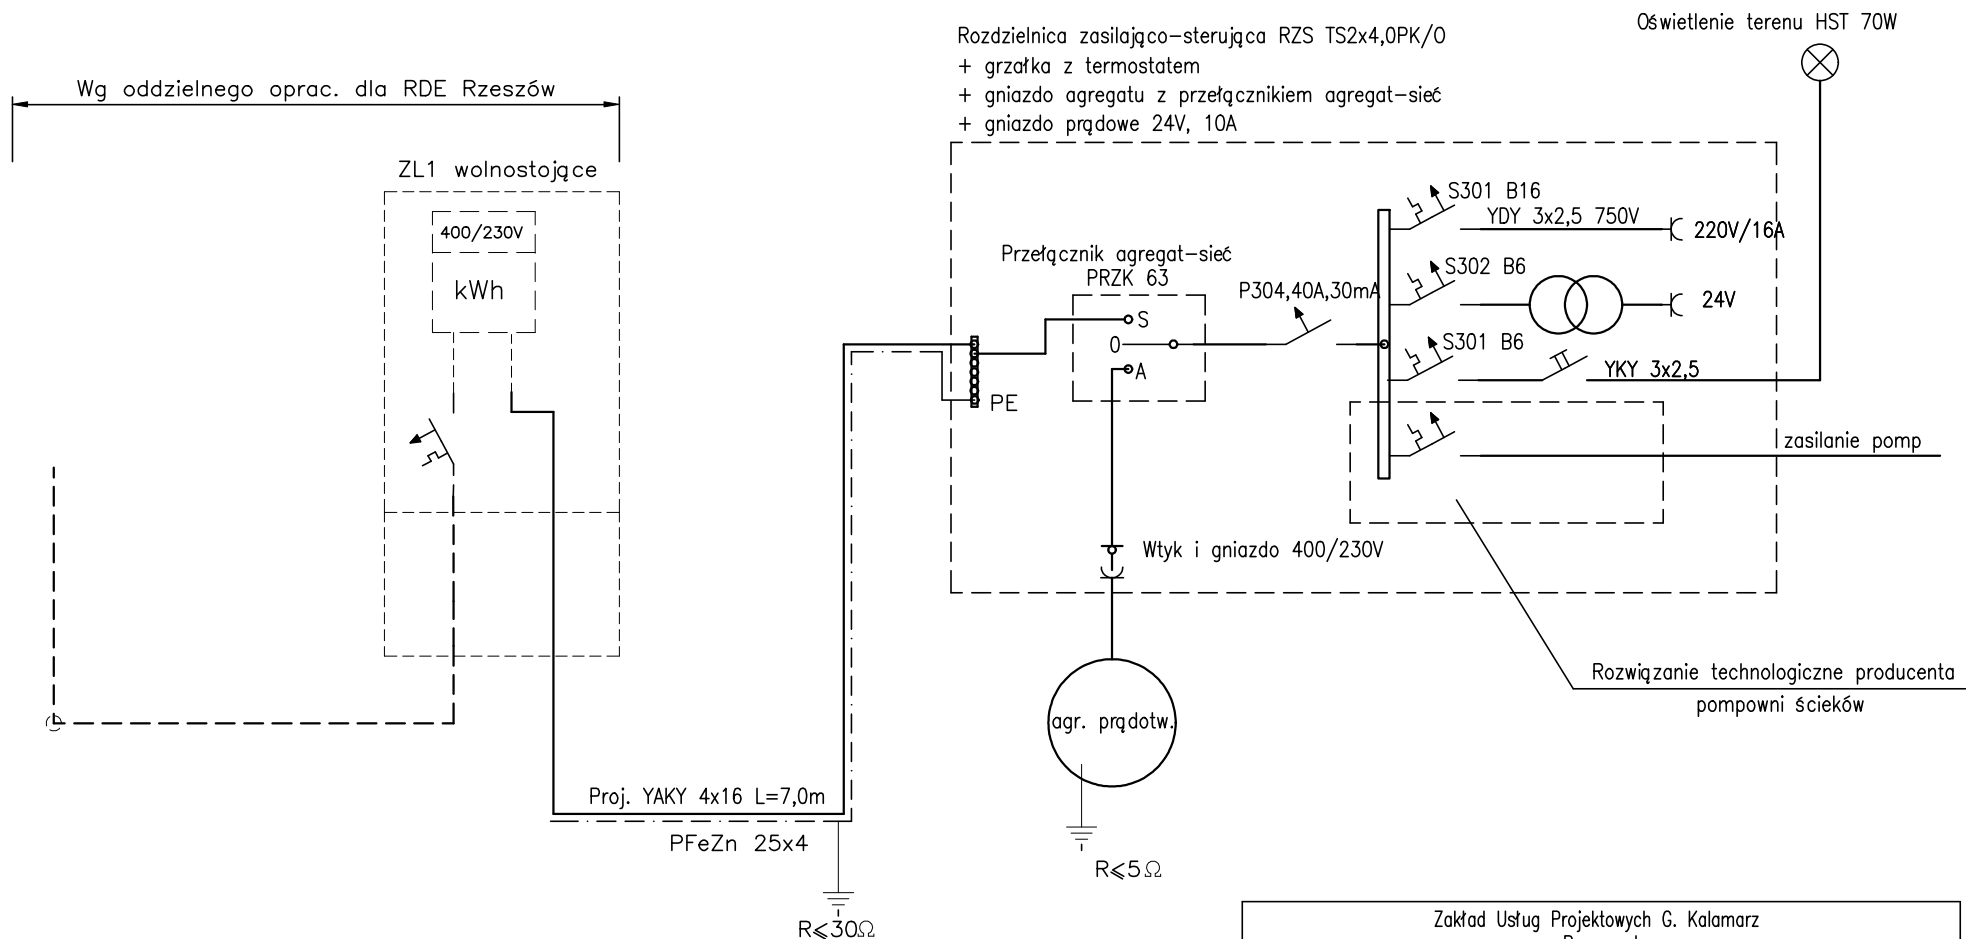 Oświetlenie terenu HST 70W
Rozdzielnica zasilająco-sterująca RZS TS2x4,0PK/O
+ grzałka z termostatem
+ gniazdo agregatu z przełącznikiem agregat-sieć
+ gniazdo prądowe 24V, 10A
Wg oddzielnego oprac. dla RDE Rzeszów
ZL1 wolnostojące
400/230V
kWh
S301 B16
YDY 3x2,5 750V
220V/16A
Przełącznik agregat-sieć
PRZK 63
S302 B6
P304,40A,30mA
24V
S
0
A
S301 B6
YKY 3x2,5
PE
zasilanie pomp
Wtyk i gniazdo 400/230V
Rozwiązanie technologiczne producenta
pompowni ścieków
agr. prądotw.
Proj. YAKY 4x16 L=7,0m
PFeZn 25x4
R⩽5Ω
R⩽30Ω
Zakład Usług Projektowych G. Kalamarz